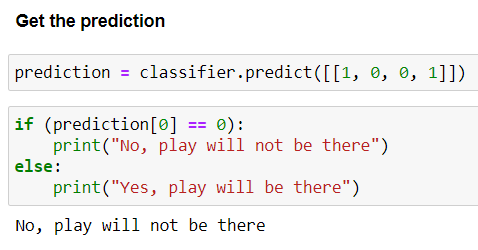 Get the prediction
prediction = classifier.predict([[1, 0, 0, 1]])
if (prediction[0] == 0):
    print("No, play will not be there")
else:
    print("Yes, play will be there")
No, play will not be there